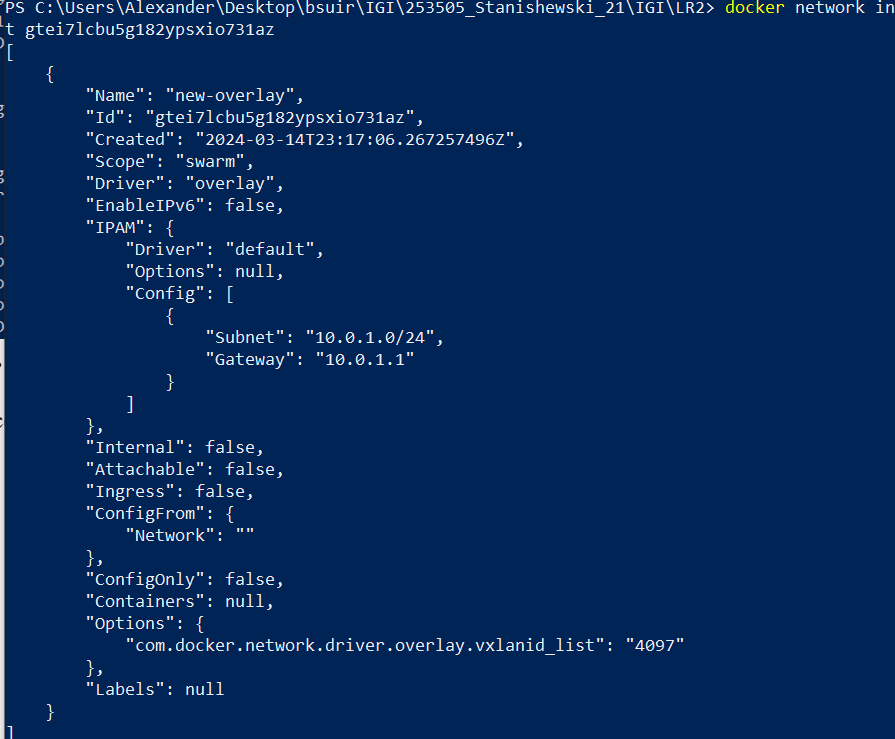 PS C:\Users\Alexander\Desktop\bsuir\IGI\253505_Stanishewski_21\IGI\LR2> docker network in
t gtei7lcbu5g182ypsxio731az
[
    {
        "Name": "new-overlay",
        "Id": "gtei7lcbu5g182ypsxio731az",
        "Created": "2024-03-14T23:17:06.267257496Z",
        "Scope": "swarm",
        "Driver": "overlay",
        "EnableIPv6": false,
        "IPAM": {
            "Driver": "default",
            "Options": null,
            "Config": [
                {
                    "Subnet": "10.0.1.0/24",
                    "Gateway": "10.0.1.1"
                }
            ]
        },
        "Internal": false,
        "Attachable": false,
        "Ingress": false,
        "ConfigFrom": {
            "Network": ""
        },
        "ConfigOnly": false,
        "Containers": null,
        "Options": {
            "com.docker.network.driver.overlay.vxlanid_list": "4097"
        },
        "Labels": null
    }
]